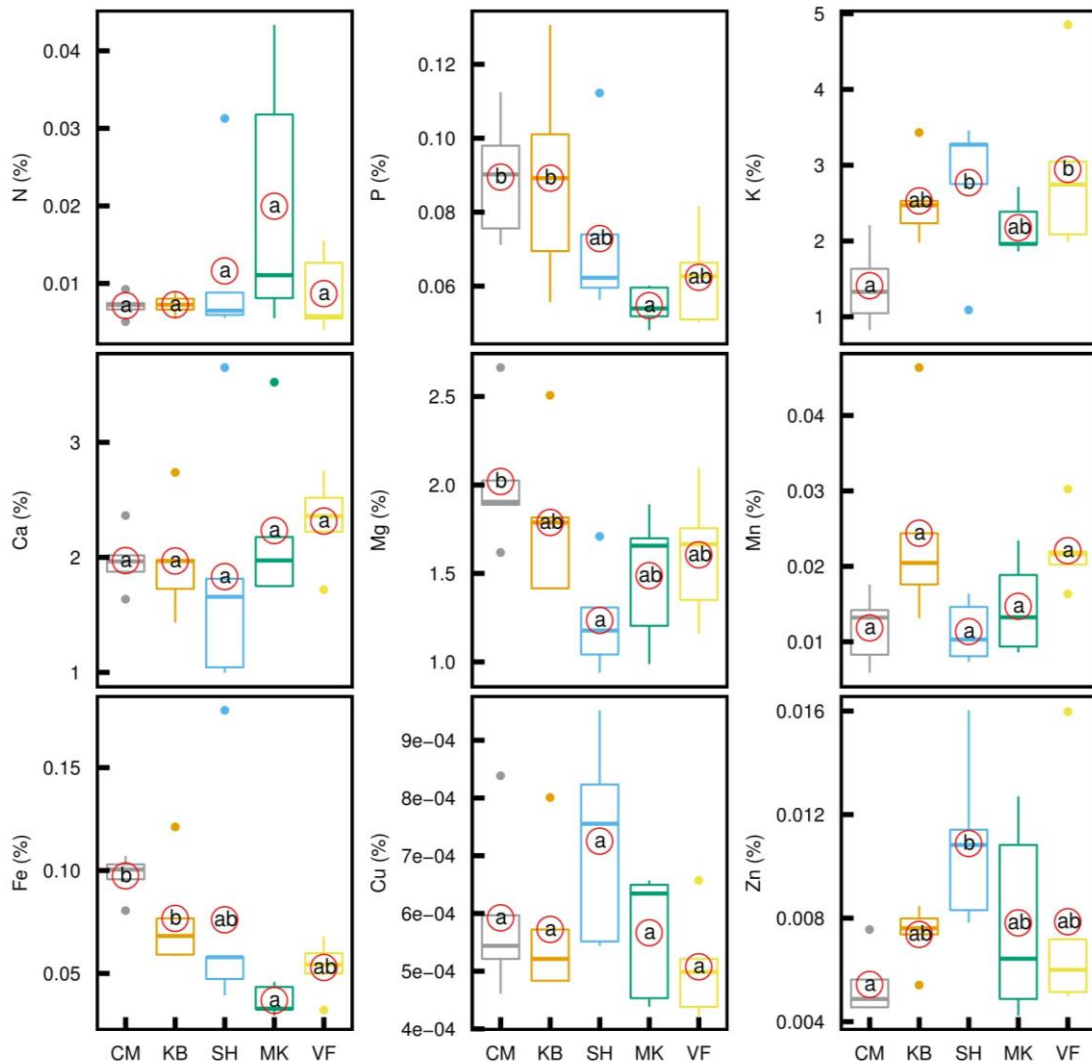 N (%)
0.04
0.03
0.02
0.01
a
a
a
a
a
P (%)
0.12
0.10
0.08
0.06
b
b
ab
ab
a
K (%)
5
4
3
2
1
a
ab
b
ab
b
Ca (%)
3
2
1
a
a
a
a
a
Mg (%)
2.5
2.0
1.5
1.0
b
ab
a
ab
ab
Mn (%)
0.04
0.03
0.02
0.01
a
a
a
a
a
Fe (%)
0.15
0.10
0.05
b
b
ab
a
ab
CM KB SH MK VF
Cu (%)
9e−04
8e−04
7e−04
6e−04
5e−04
4e−04
a
a
a
a
a
CM KB SH MK VF
Zn (%)
0.016
0.012
0.008
0.004
a
ab
b
ab
ab
CM KB SH MK VF